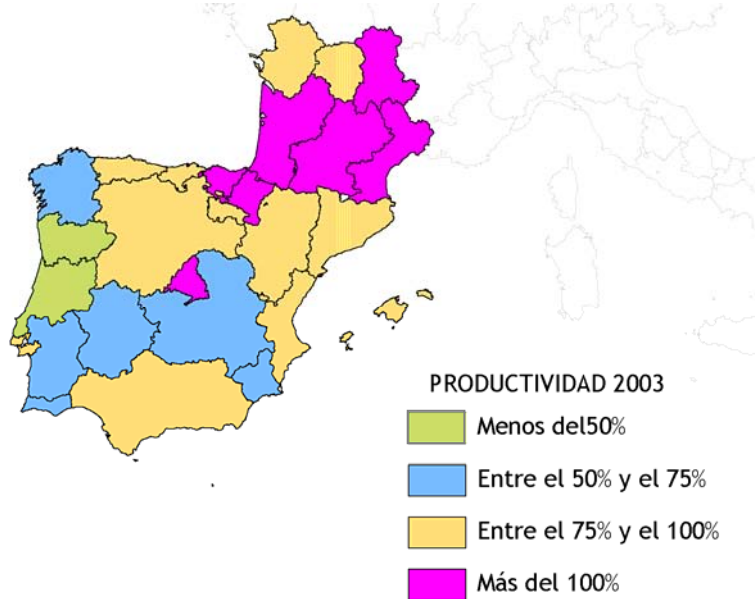 PRODUCTIVIDAD 2003
Menos del50%
Entre el 50% y el 75%
Entre el 75% y el 100%
Más del 100%